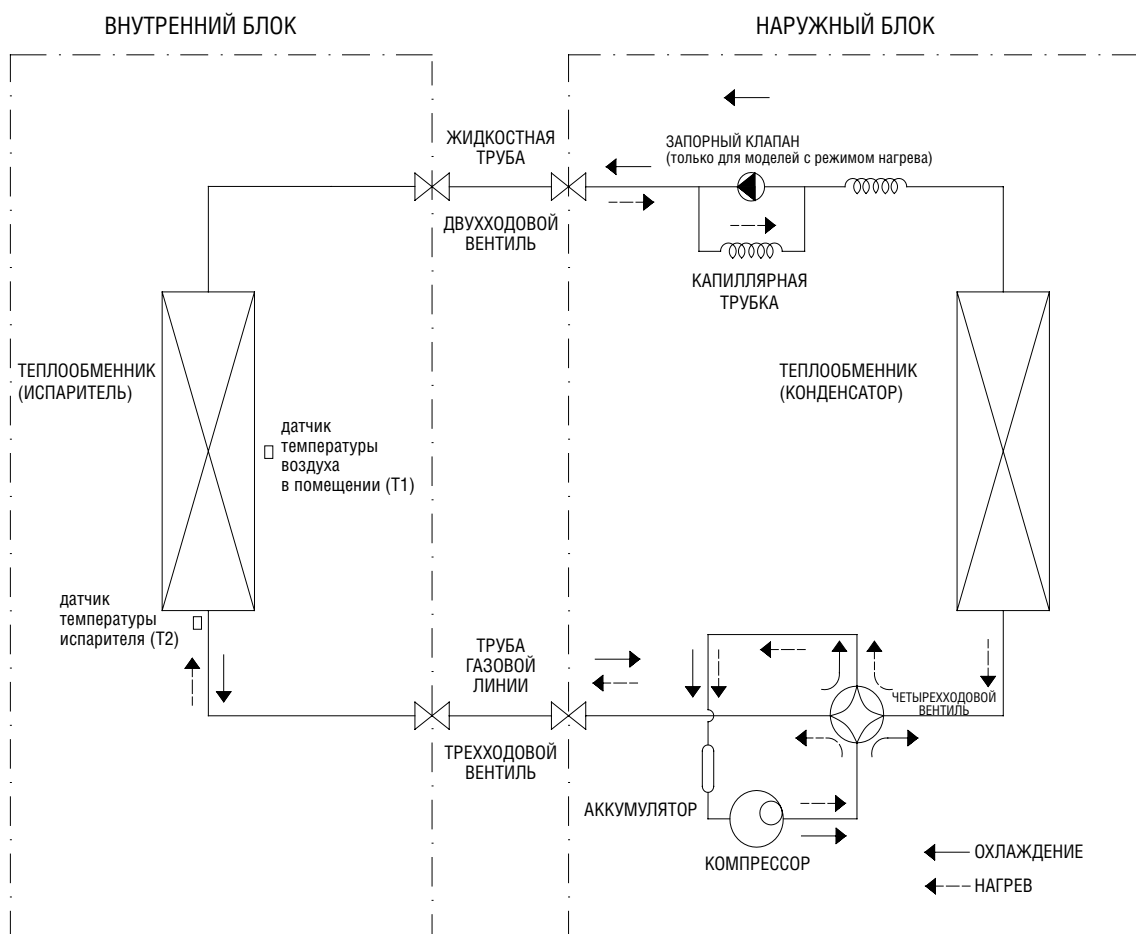 ВНУТРЕННИЙ БЛОК
НАРУЖНЫЙ БЛОК
ЖИДКОСТНАЯ
ТРУБА
ЗАПОРНЫЙ КЛАПАН
(только для моделей с режимом нагрева)
ДВУХХОДОВОЙ
ВЕНТИЛЬ
КАПИЛЛЯРНАЯ
ТРУБКА
ТЕПЛООБМЕННИК
(ИСПАРИТЕЛЬ)
ТЕПЛООБМЕННИК
(КОНДЕНСАТОР)
датчик
температуры
воздуха
в помещении (T1)
датчик
температуры
испарителя (T2)
ТРУБА
ГАЗОВОЙ
ЛИНИИ
ЧЕТЫРЕХХОДОВОЙ
ВЕНТИЛЬ
ТРЕХХОДОВОЙ
ВЕНТИЛЬ
АККУМУЛЯТОР
КОМПРЕССОР
ОХЛАЖДЕНИЕ
НАГРЕВ